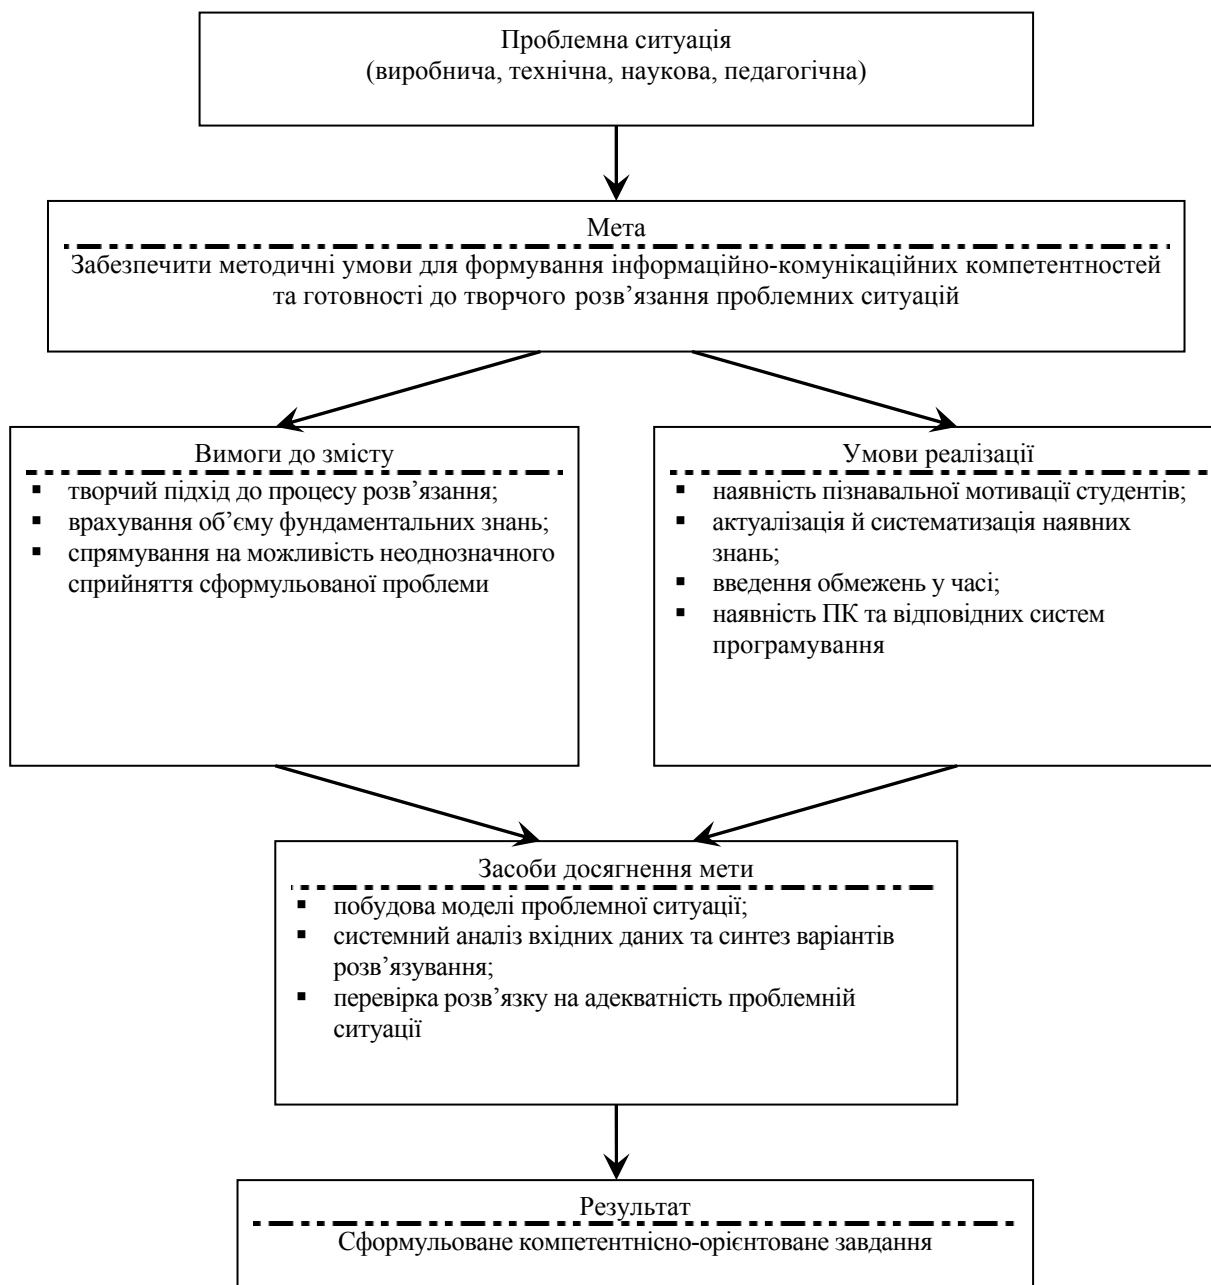 Проблемна ситуація
(виробнича, технічна, наукова, педагогічна)
Мета
Забезпечити методичні умови для формування інформаційно-комунікаційних компетентностей
та готовності до творчого розв’язання проблемних ситуацій
Вимоги до змісту
▪ творчий підхід до процесу розв’язання;
▪ врахування об’єму фундаментальних знань;
▪ спрямування на можливість неоднозначного
сприйняття сформульованої проблеми
Умови реалізації
▪ наявність пізнавальної мотивації студентів;
▪ актуалізація й систематизація наявних
знань;
▪ введення обмежень у часі;
▪ наявність ПК та відповідних систем
програмування
Засоби досягнення мети
▪ побудова моделі проблемної ситуації;
▪ системний аналіз вхідних даних та синтез варіантів
розв’язування;
▪ перевірка розв’язку на адекватність проблемній
ситуації
Результат
Сформульоване компетентнісно-орієнтоване завдання